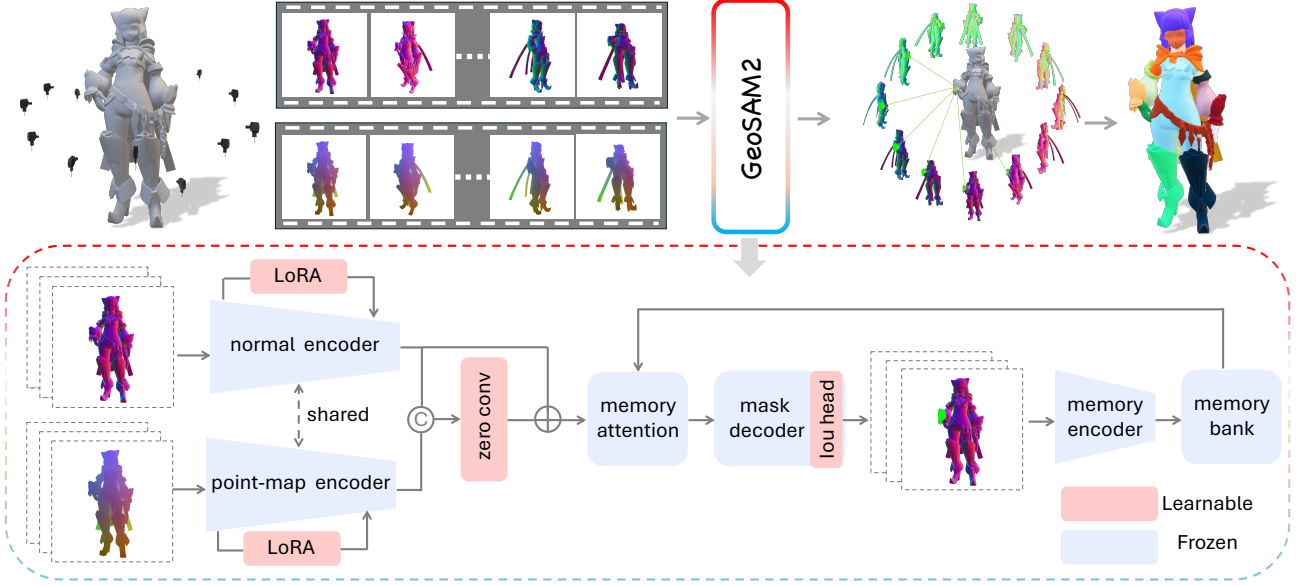 GeoSAM2
LoRA
normal encoder
shared
point-map encoder
LoRA
C
zero conv
memory
attention
mask
decoder
Iou head
memory
encoder
memory
bank
Learnable
Frozen